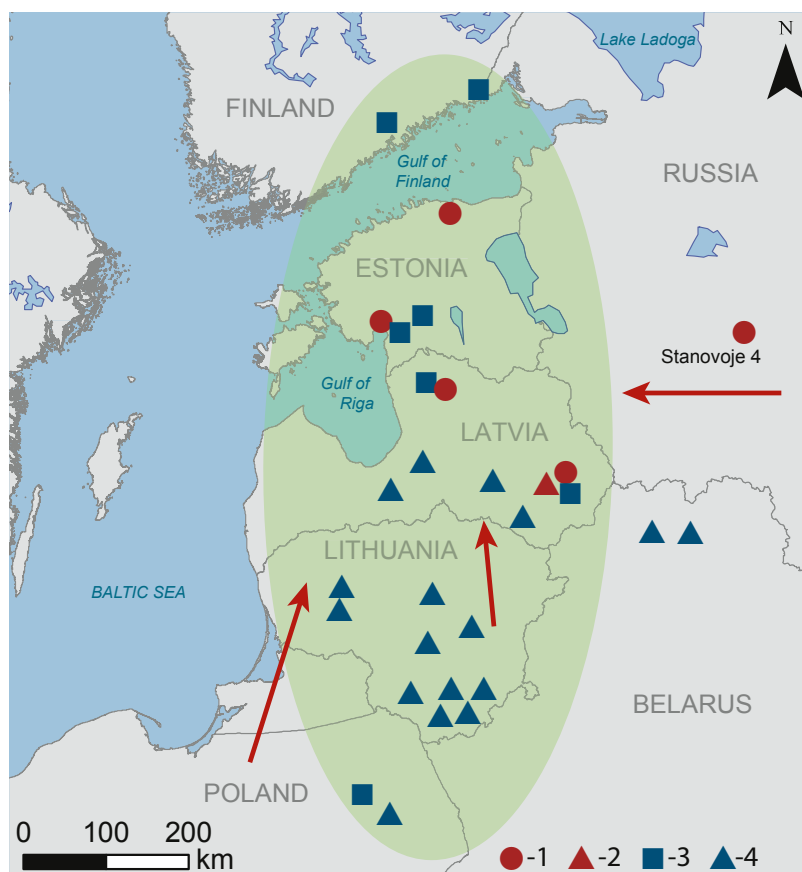 Lake Ladoga
N
FINLAND
Gulf of
Finland
RUSSIA
ESTONIA
Stanovoje 4
Gulf of
Riga
LATVIA
LITHUANIA
BALTIC SEA
BELARUS
POLAND
0 100 200
km
-1 -2 -3 -4